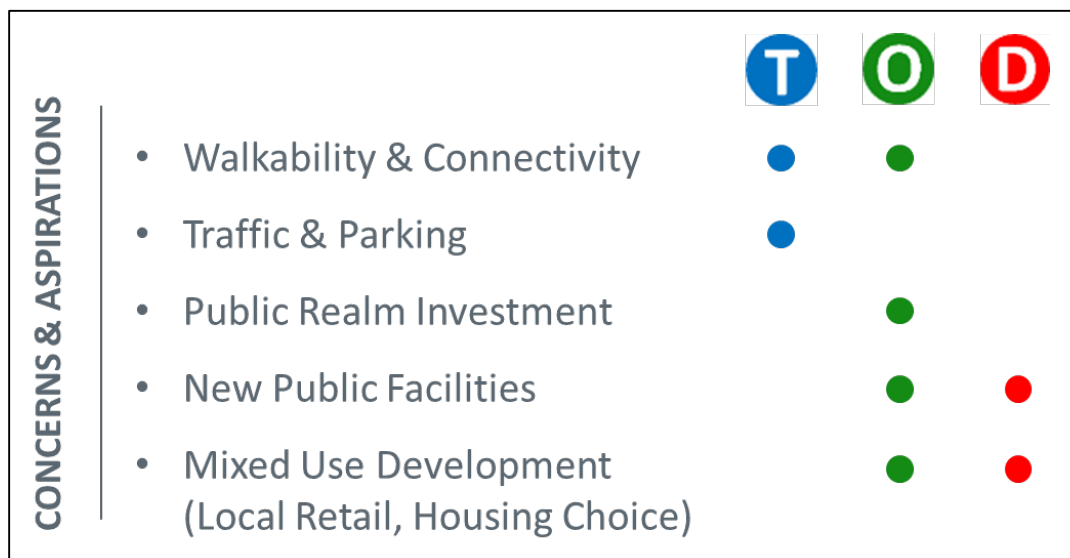 T O D
CONCERNS & ASPIRATIONS
• Walkability & Connectivity
• Traffic & Parking
• Public Realm Investment
• New Public Facilities
• Mixed Use Development
(Local Retail, Housing Choice)